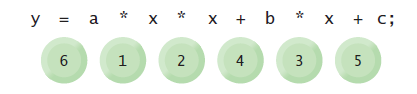 y = a * x * x + b * x + c;
6 1 2 4 3 5